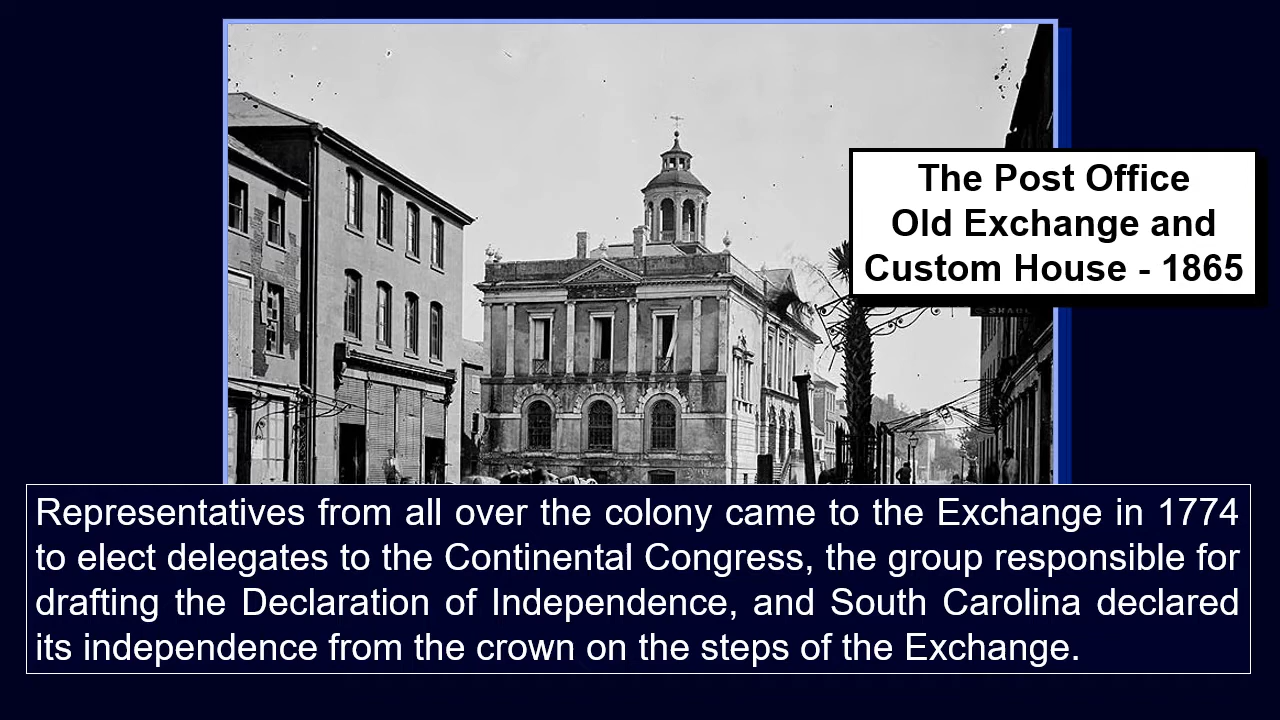 The Post Office
Old Exchange and
Custom House - 1865
Representatives from all over the colony came to the Exchange in 1774
to elect delegates to the Continental Congress, the group responsible for
drafting the Declaration of Independence, and South Carolina declared
its independence from the crown on the steps of the Exchange.